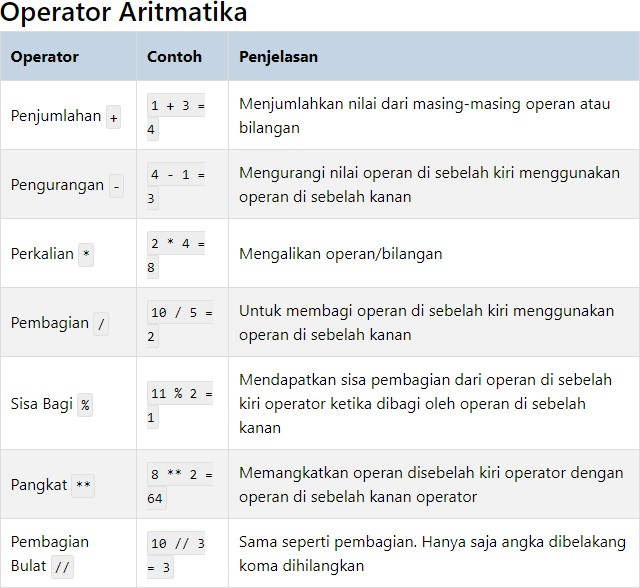 Operator Aritmatika
Operator Contoh Penjelasan
Penjumlahan + 1 + 3 = 4 Menjumlahkan nilai dari masing-masing operan atau bilangan
Pengurangan - 4 - 1 = 3 Mengurangi nilai operan di sebelah kiri menggunakan operan di sebelah kanan
Perkalian * 2 * 4 = 8 Mengalikan operan/bilangan
Pembagian / 10 / 5 = 2 Untuk membagi operan di sebelah kiri menggunakan operan di sebelah kanan
Sisa Bagi % 11 % 2 = 1 Mendapatkan sisa pembagian dari operan di sebelah kiri operator ketika dibagi oleh operan di sebelah kanan
Pangkat ** 8 ** 2 = 64 Memangkatkan operan disebelah kiri operator dengan operan di sebelah kanan operator
Pembagian Bulat // 10 // 3 = 3 Sama seperti pembagian. Hanya saja angka dibelakang koma dihilangkan